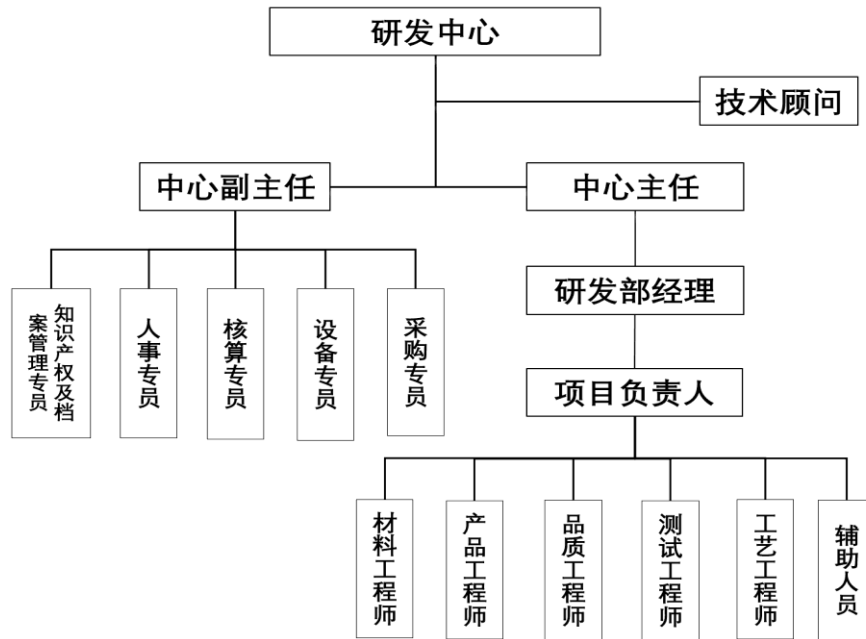 研发中心
技术顾问
中心副主任
中心主任
研发部经理
项目负责人
知识产权及档
案管理专员
人事专员
核算专员
设备专员
采购专员
材料工程师
产品工程师
品质工程师
测试工程师
工艺工程师
辅助人员